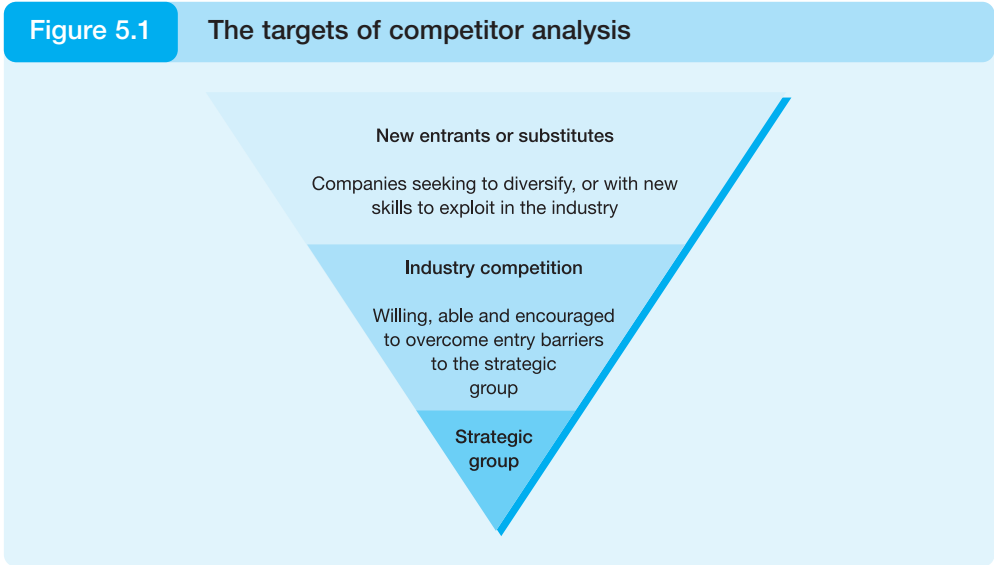 Figure 5.1
The targets of competitor analysis
New entrants or substitutes
Companies seeking to diversify, or with new
skills to exploit in the industry
Industry competition
Willing, able and encouraged
to overcome entry barriers
to the strategic
group
Strategic
group